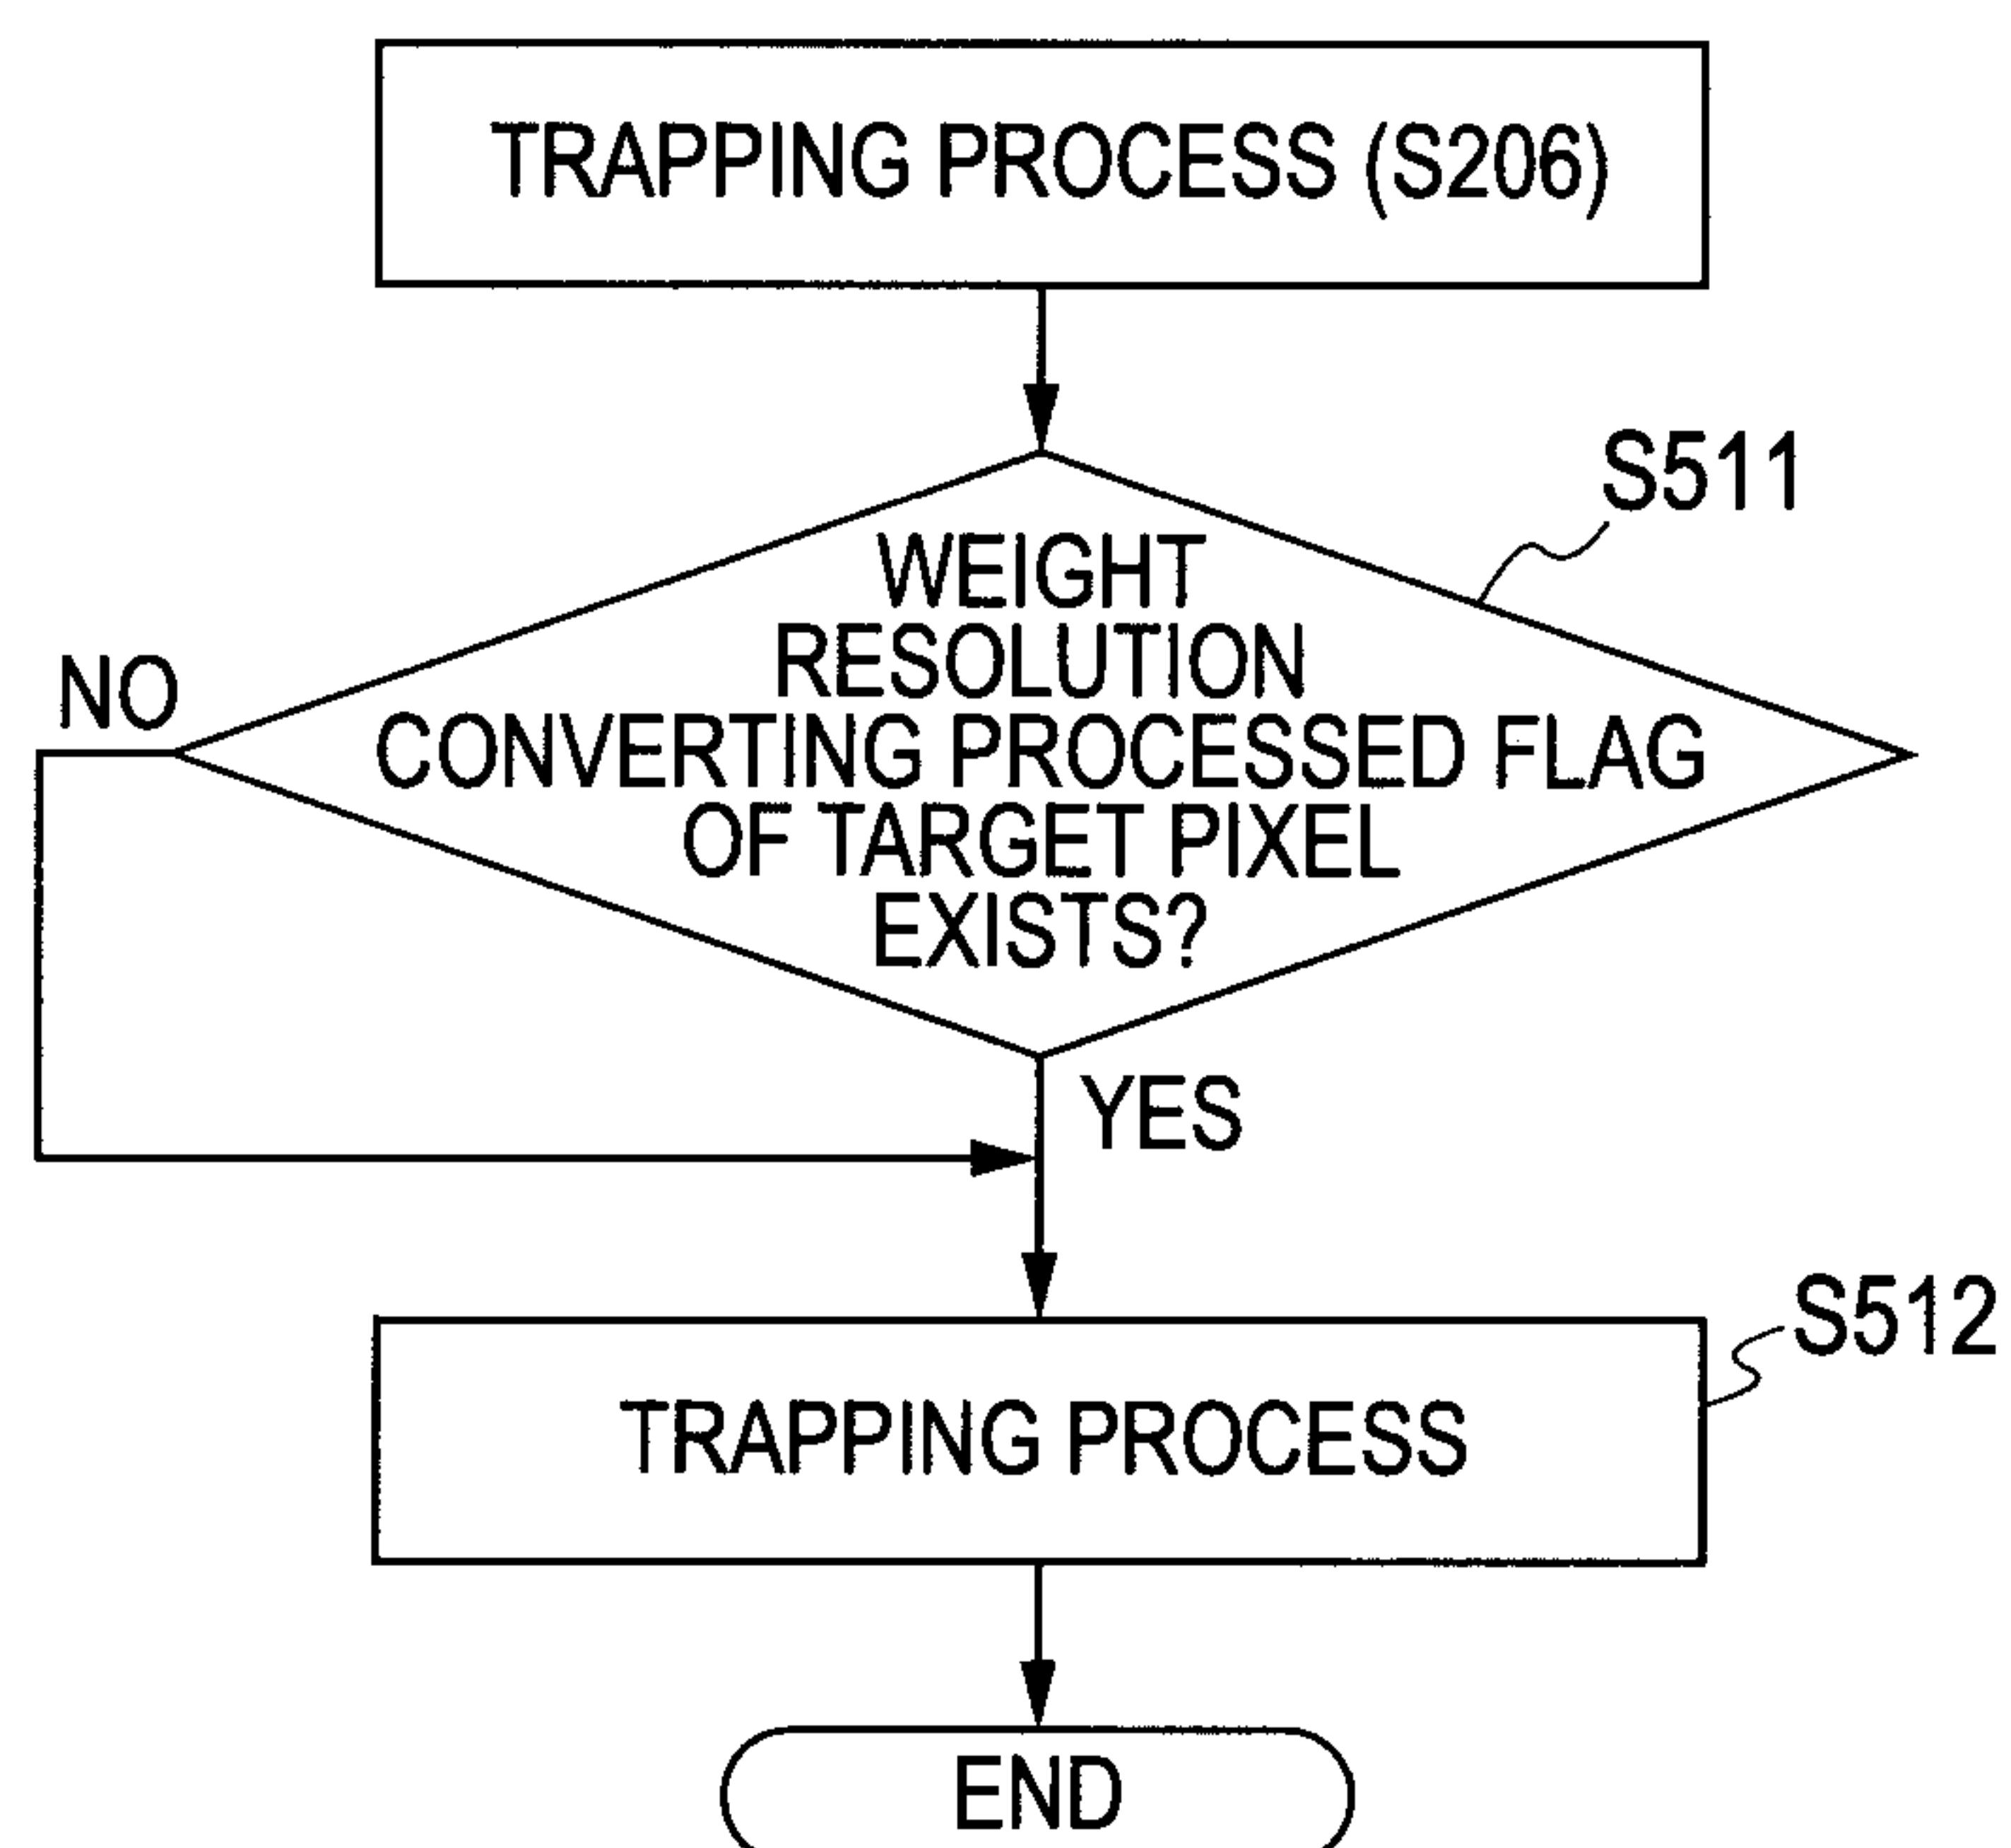 TRAPPING PROCESS (S206)
S511
WEIGHT
RESOLUTION
CONVERTING PROCESSED FLAG
OF TARGET PIXEL
EXISTS?
NO
YES
S512
TRAPPING PROCESS
END